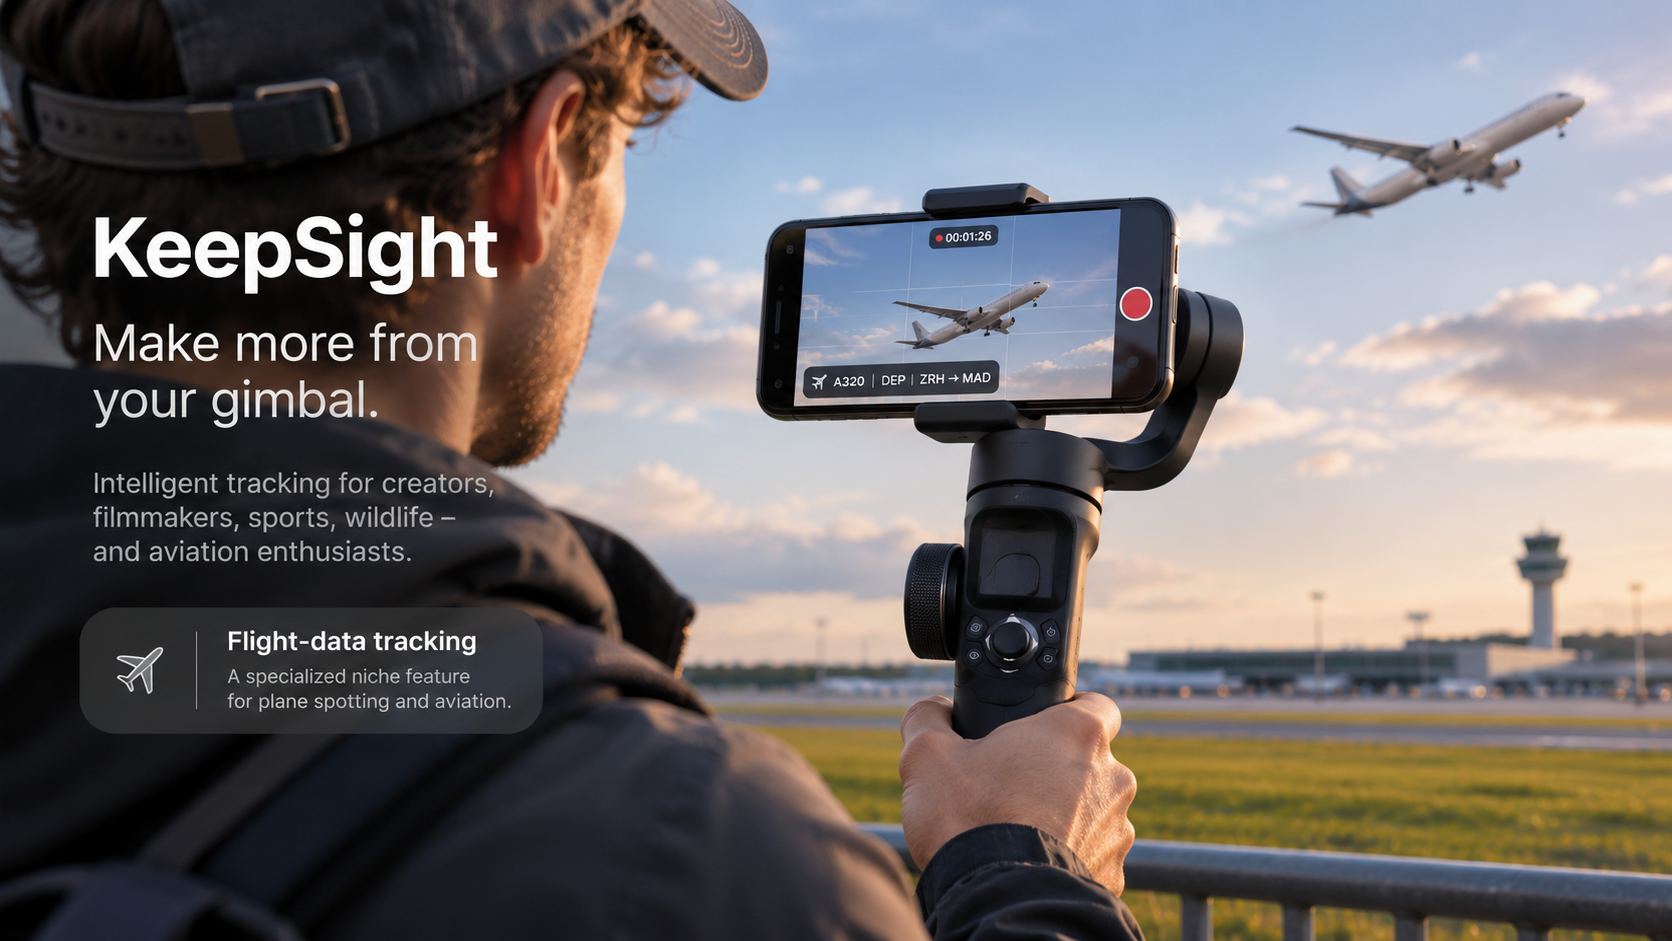 KeepSight
Make more from
your gimbal.
Intelligent tracking for creators,
filmmakers, sports, wildlife –
and aviation enthusiasts.
Flight-data tracking
A specialized niche feature
for plane spotting and aviation.
00:01:26
A320 | DEP | ZRH → MAD